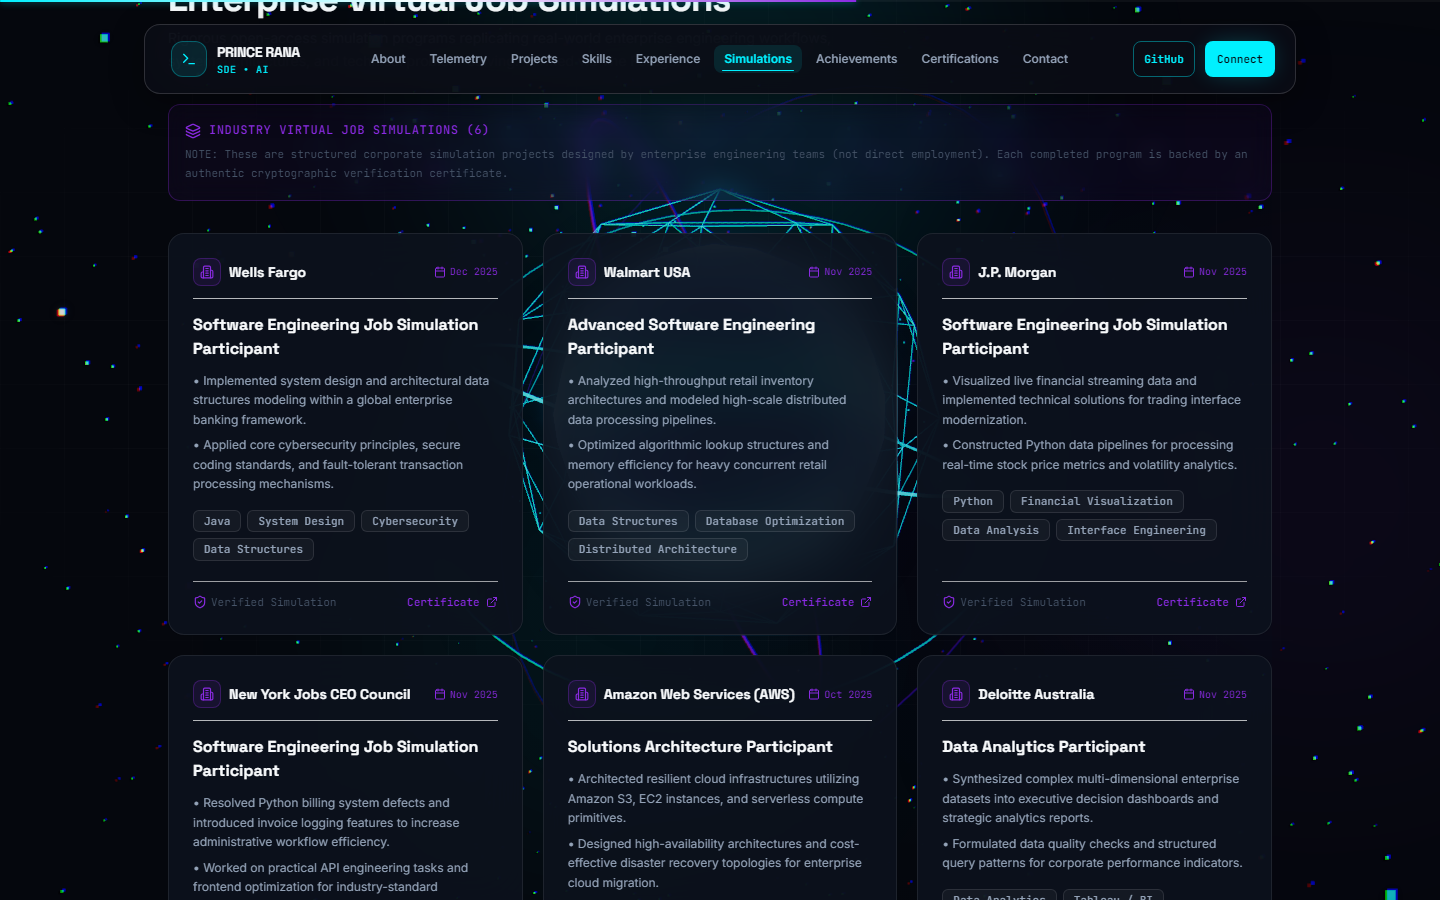 Enterprise Virtual Job Simulations
PRINCE RANA
SDE • AI
About
Telemetry
Projects
Skills
Experience
Simulations
Achievements
Certifications
Contact
GitHub
Connect
INDUSTRY VIRTUAL JOB SIMULATIONS (6)
NOTE: These are structured corporate simulation projects designed by enterprise engineering teams (not direct employment). Each completed program is backed by an
authentic cryptographic verification certificate.
Wells Fargo
Dec 2025
Software Engineering Job Simulation
Participant
• Implemented system design and architectural data
structures modeling within a global enterprise
banking framework.
• Applied core cybersecurity principles, secure
coding standards, and fault-tolerant transaction
processing mechanisms.
Java
System Design
Cybersecurity
Data Structures
Verified Simulation
Certificate
Walmart USA
Nov 2025
Advanced Software Engineering
Participant
• Analyzed high-throughput retail inventory
architectures and modeled high-scale distributed
data processing pipelines.
• Optimized algorithmic lookup structures and
memory efficiency for heavy concurrent retail
operational workloads.
Data Structures
Database Optimization
Distributed Architecture
Verified Simulation
Certificate
J.P. Morgan
Nov 2025
Software Engineering Job Simulation
Participant
• Visualized live financial streaming data and
implemented technical solutions for trading interface
modernization.
• Constructed Python data pipelines for processing
real-time stock price metrics and volatility analytics.
Python
Financial Visualization
Data Analysis
Interface Engineering
Verified Simulation
Certificate
New York Jobs CEO Council
Nov 2025
Software Engineering Job Simulation
Participant
• Resolved Python billing system defects and
introduced invoice logging features to increase
administrative workflow efficiency.
• Worked on practical API engineering tasks and
frontend optimization for industry-standard
Amazon Web Services (AWS)
Oct 2025
Solutions Architecture Participant
• Architected resilient cloud infrastructures utilizing
Amazon S3, EC2 instances, and serverless compute
primitives.
• Designed high-availability architectures and cost-
effective disaster recovery topologies for enterprise
cloud migration.
Deloitte Australia
Nov 2025
Data Analytics Participant
• Synthesized complex multi-dimensional enterprise
datasets into executive decision dashboards and
strategic analytics reports.
• Formulated data quality checks and structured
query patterns for corporate performance indicators.
Data Analytics
Tableau / BI